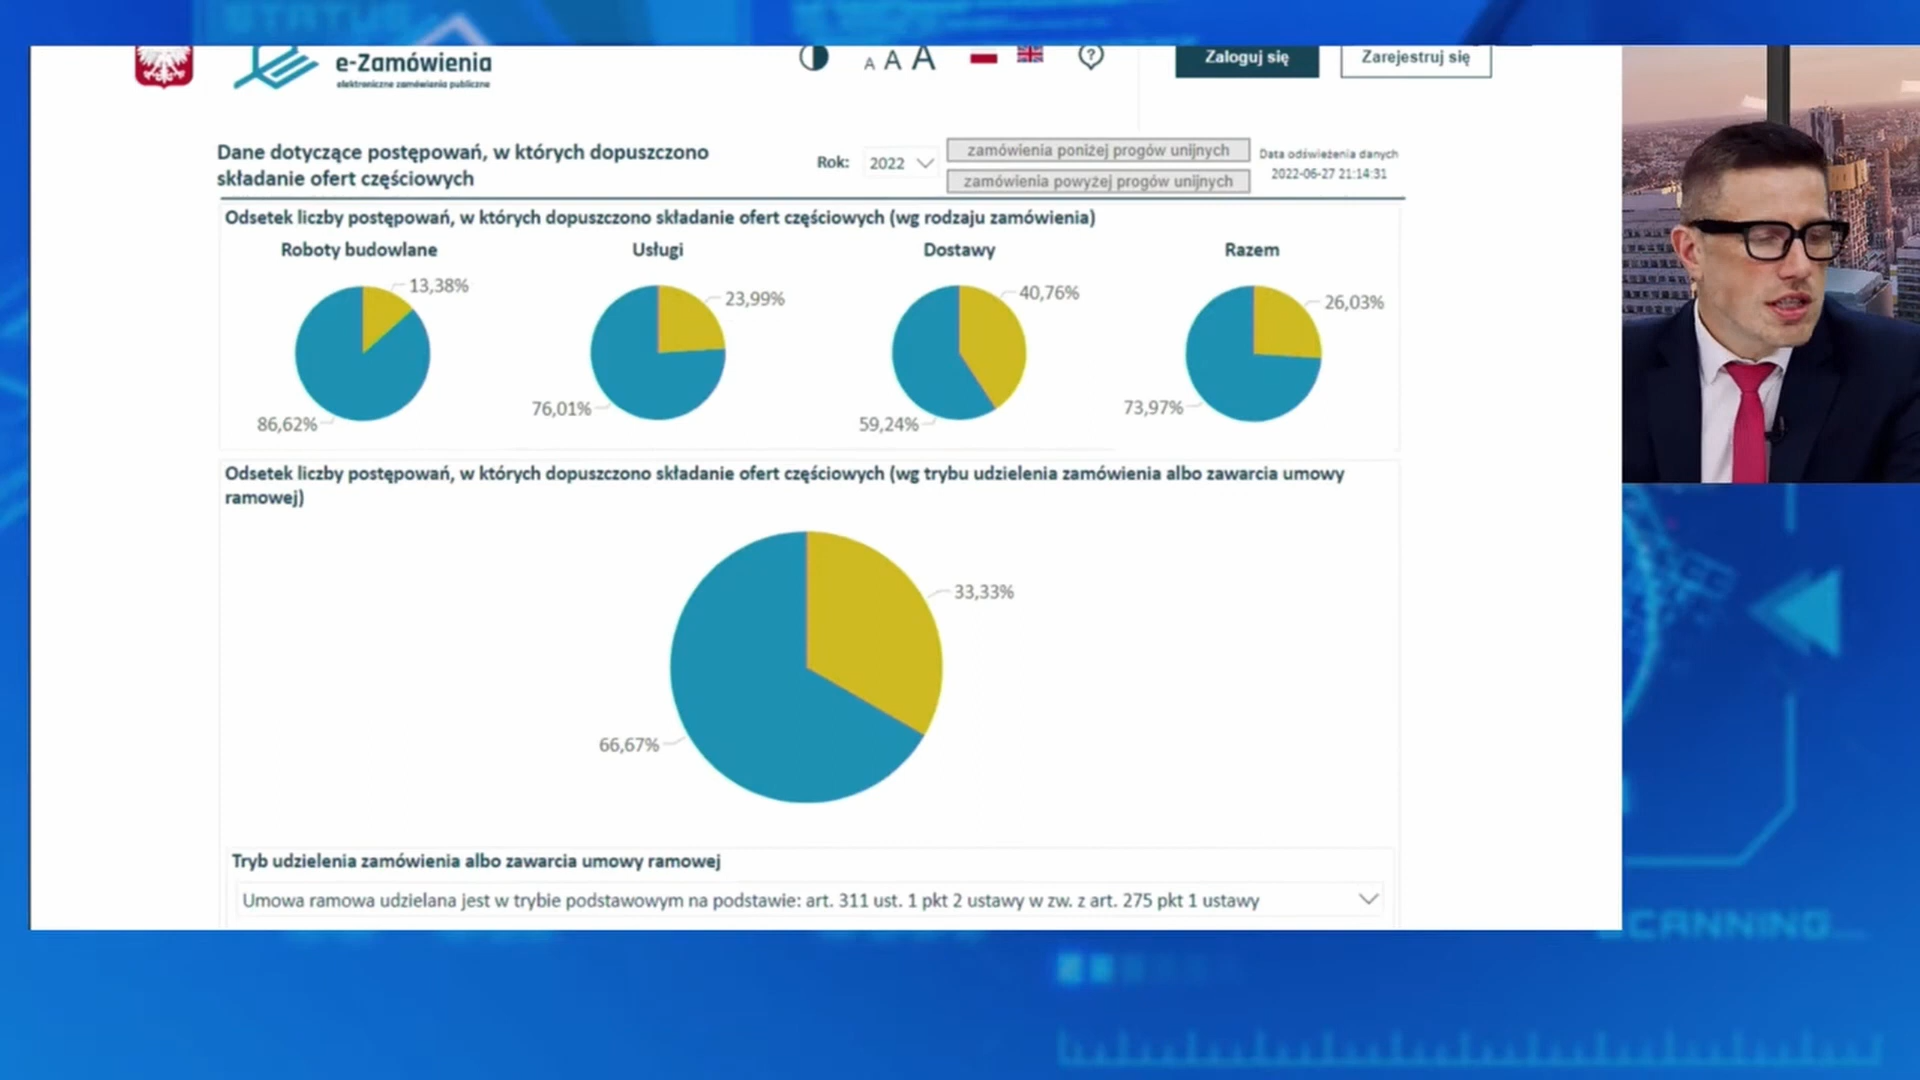 STATUS
e-Zamówienia
elektroniczne zamówienia publiczne
A A A
?
Zaloguj się
Zarejestruj się
Dane dotyczące postępowań, w których dopuszczono
składanie ofert częściowych
Rok:
2022
zamówienia poniżej progów unijnych
zamówienia powyżej progów unijnych
Data odświeżenia danych
2022-06-27 21:14:31
Odsetek liczby postępowań, w których dopuszczono składanie ofert częściowych (wg rodzaju zamówienia)
Roboty budowlane
Usługi
Dostawy
Razem
13,38%
86,62%
23,99%
76,01%
40,76%
59,24%
26,03%
73,97%
Odsetek liczby postępowań, w których dopuszczono składanie ofert częściowych (wg trybu udzielenia zamówienia albo zawarcia umowy
ramowej)
33,33%
66,67%
Tryb udzielenia zamówienia albo zawarcia umowy ramowej
Umowa ramowa udzielana jest w trybie podstawowym na podstawie: art. 311 ust. 1 pkt 2 ustawy w zw. z art. 275 pkt 1 ustawy
SCANNING...